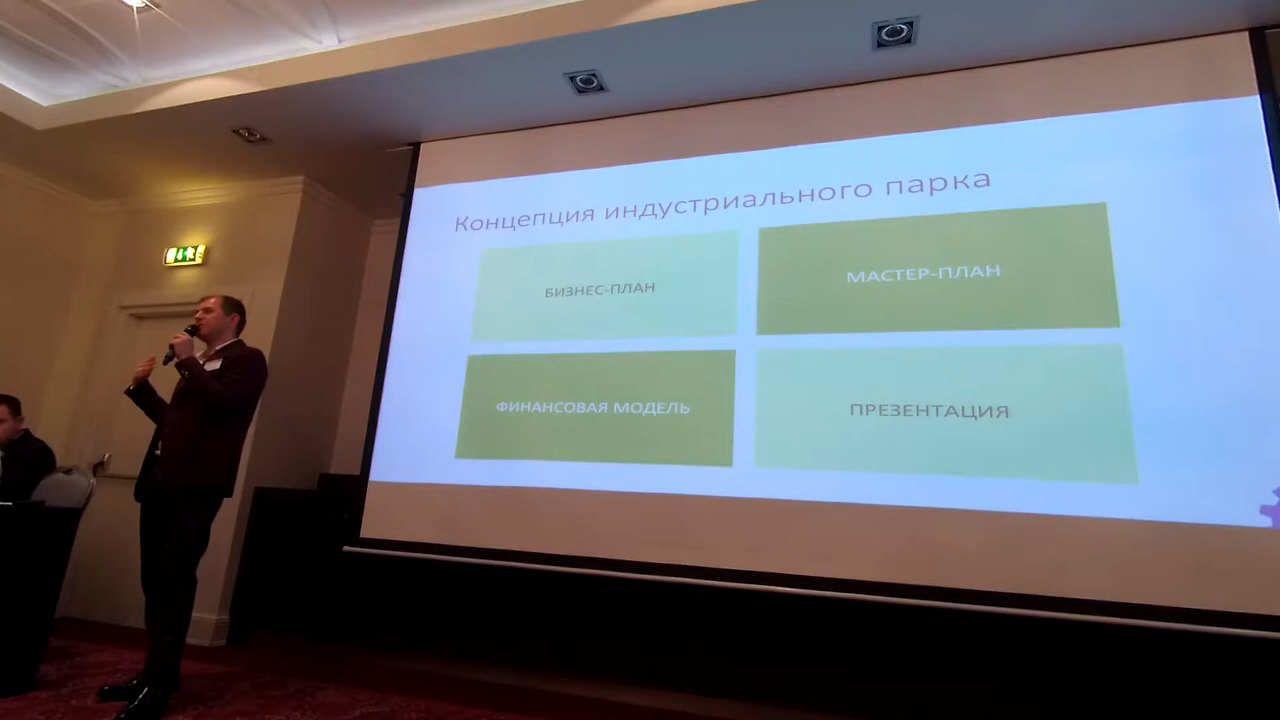 Концепция индустриального парка
БИЗНЕС-ПЛАН
МАСТЕР-ПЛАН
ФИНАНСОВАЯ МОДЕЛЬ
ПРЕЗЕНТАЦИЯ